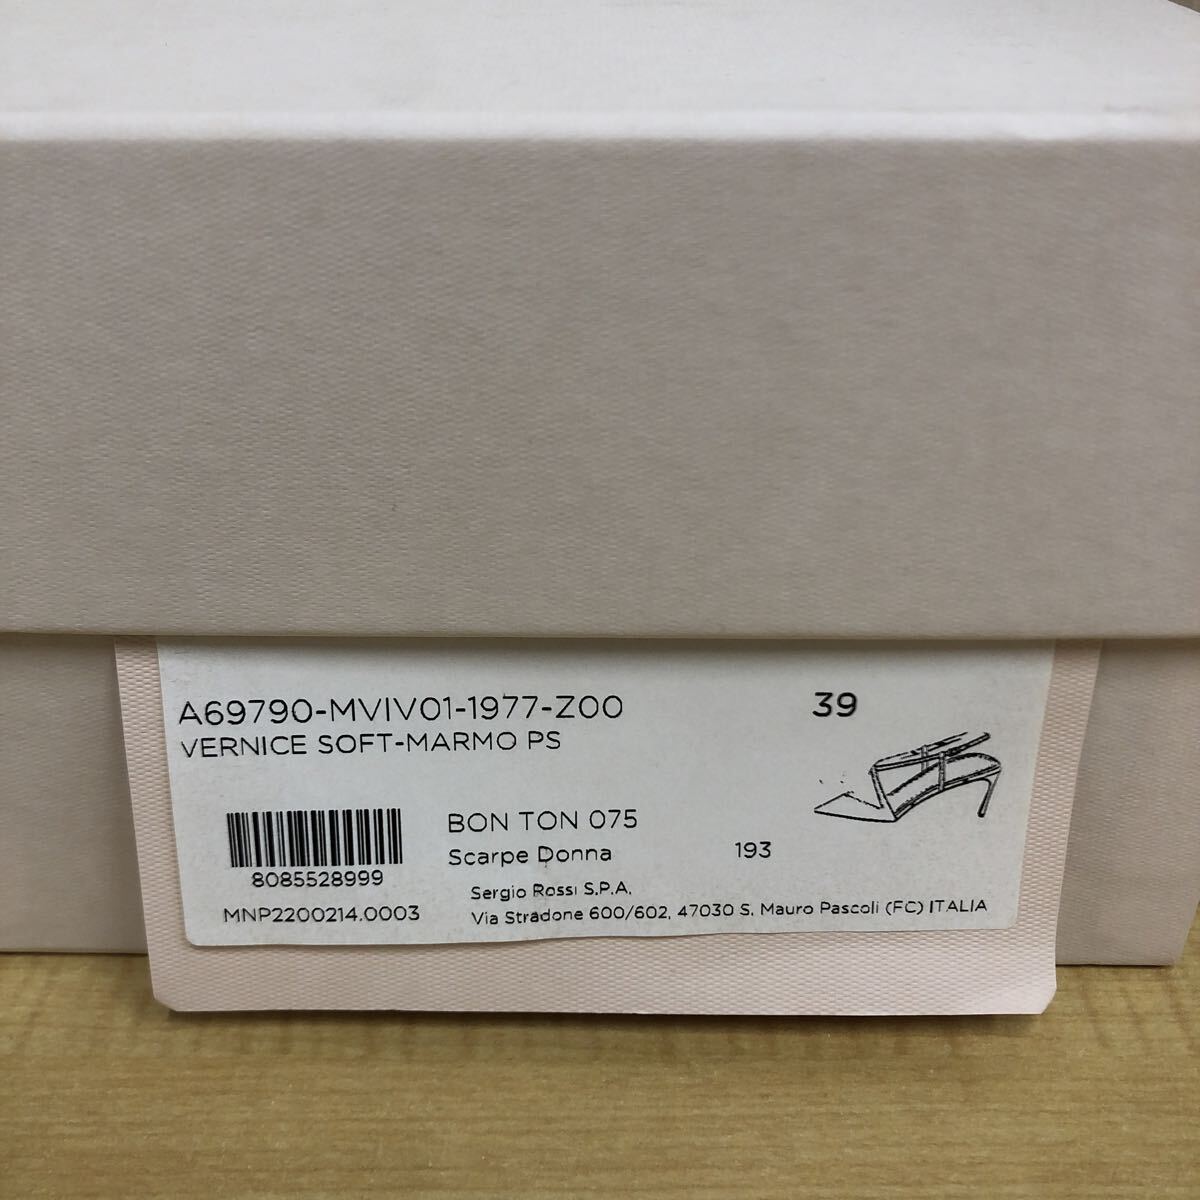 A69790-MVIV01-1977-Z00
39
VERNICE SOFT-MARMO PS
BON TON 075
Scarpe Donna
193
8085528999
MNP2200214.0003
Sergio Rossi S.P.A.
Via Stradone 600/602, 47030 S. Mauro Pascoli (FC) ITALIA